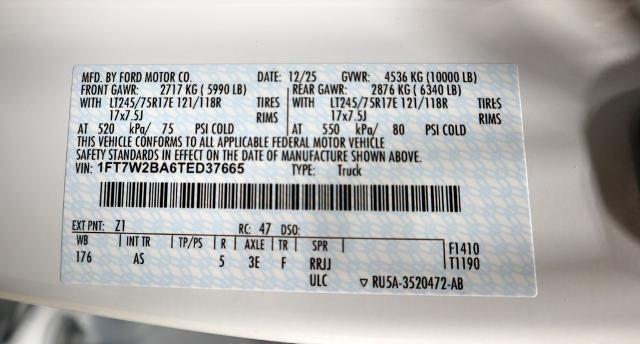 MFD. BY FORD MOTOR CO. DATE: 12/25 GVWR: 4536 KG (10000 LB)
FRONT GAWR: 2717 KG (5990 LB) REAR GAWR: 2876 KG (6340 LB)
WITH LT245/75R17E 121/118R TIRES WITH LT245/75R17E 121/118R TIRES
17x7.5J RIMS 17x7.5J RIMS
AT 520 kPa/ 75 PSI COLD AT 550 kPa/ 80 PSI COLD
THIS VEHICLE CONFORMS TO ALL APPLICABLE FEDERAL MOTOR VEHICLE
SAFETY STANDARDS IN EFFECT ON THE DATE OF MANUFACTURE SHOWN ABOVE.
VIN: 1FT7W2BA6TED37665 TYPE: Truck
EXT PNT: Z1 RC: 47 DSO:
WB INT TR TP/PS R AXLE TR SPR F1410
176 AS 5 3E F RRJJ T1190
ULC ▽ RU5A-3520472-AB